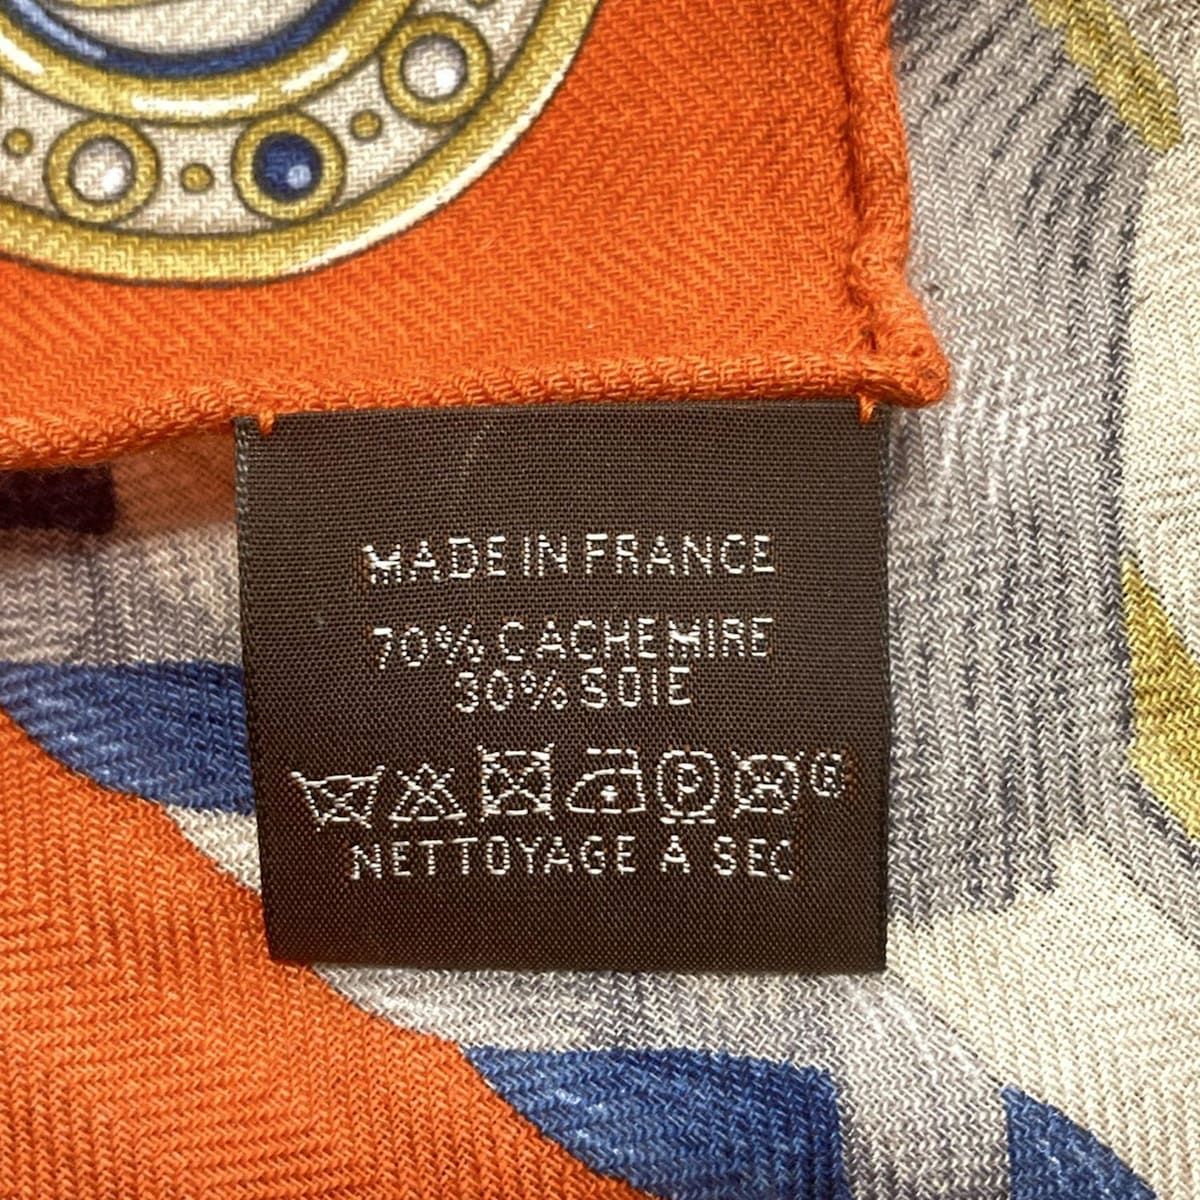 MADE IN FRANCE
70% CACHEMIRE
30% SOIE
P W ®
NETTOYAGE À SEC